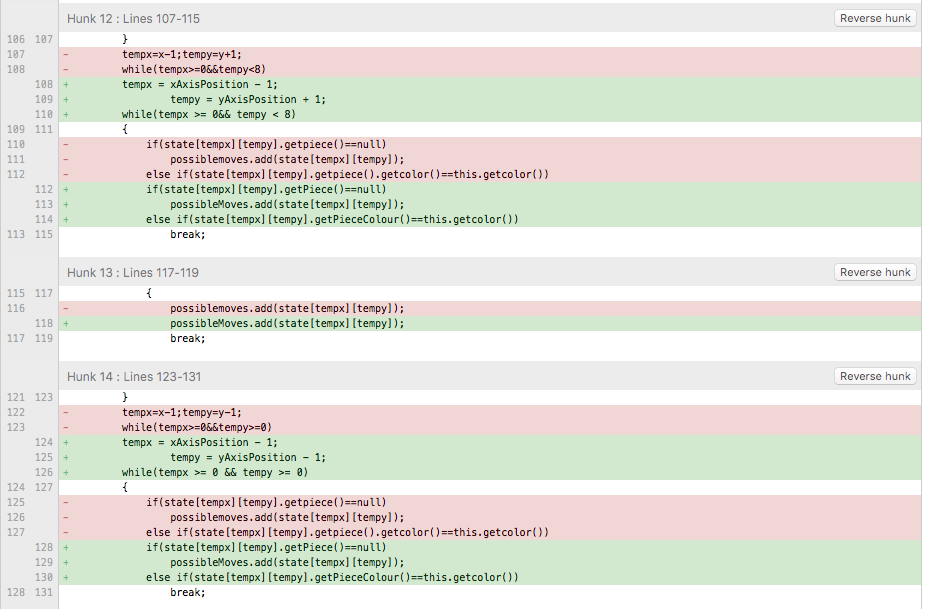 Hunk 12 : Lines 107-115 Reverse hunk
106 107 }
107 - tempx=x-1;tempy=y+1;
108 - while(tempx>=0&&tempy<8)
108 + tempx = xAxisPosition - 1;
109 + tempy = yAxisPosition + 1;
110 + while(tempx >= 0&& tempy < 8)
109 111 {
110 - if(state[tempx][tempy].getpiece()==null)
111 - possiblemoves.add(state[tempx][tempy]);
112 - else if(state[tempx][tempy].getpiece().getcolor()==this.getcolor())
112 + if(state[tempx][tempy].getPiece()==null)
113 + possibleMoves.add(state[tempx][tempy]);
114 + else if(state[tempx][tempy].getPieceColour()==this.getcolor())
113 115 break;
Hunk 13 : Lines 117-119 Reverse hunk
115 117 {
116 - possiblemoves.add(state[tempx][tempy]);
118 + possibleMoves.add(state[tempx][tempy]);
117 119 break;
Hunk 14 : Lines 123-131 Reverse hunk
121 123 }
122 - tempx=x-1;tempy=y-1;
123 - while(tempx>=0&&tempy>=0)
124 + tempx = xAxisPosition - 1;
125 + tempy = yAxisPosition - 1;
126 + while(tempx >= 0 && tempy >= 0)
124 127 {
125 - if(state[tempx][tempy].getpiece()==null)
126 - possiblemoves.add(state[tempx][tempy]);
127 - else if(state[tempx][tempy].getpiece().getcolor()==this.getcolor())
128 + if(state[tempx][tempy].getPiece()==null)
129 + possibleMoves.add(state[tempx][tempy]);
130 + else if(state[tempx][tempy].getPieceColour()==this.getcolor())
128 131 break;